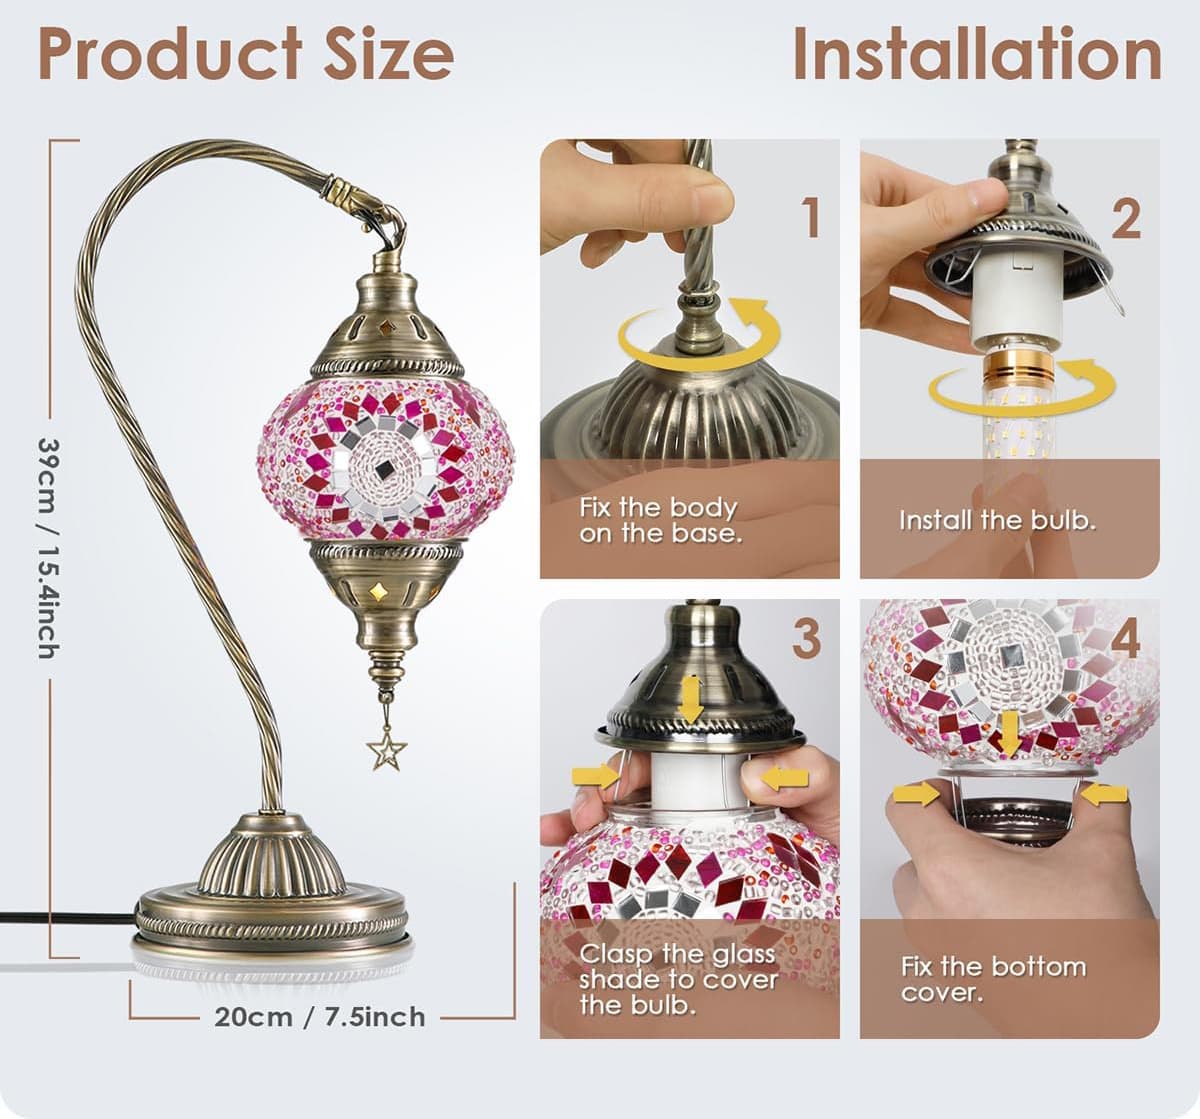 Product Size
Installation
39cm / 15.4inch
20cm / 7.5inch
1
Fix the body
on the base.
2
Install the bulb.
3
Clasp the glass
shade to cover
the bulb.
4
Fix the bottom
cover.